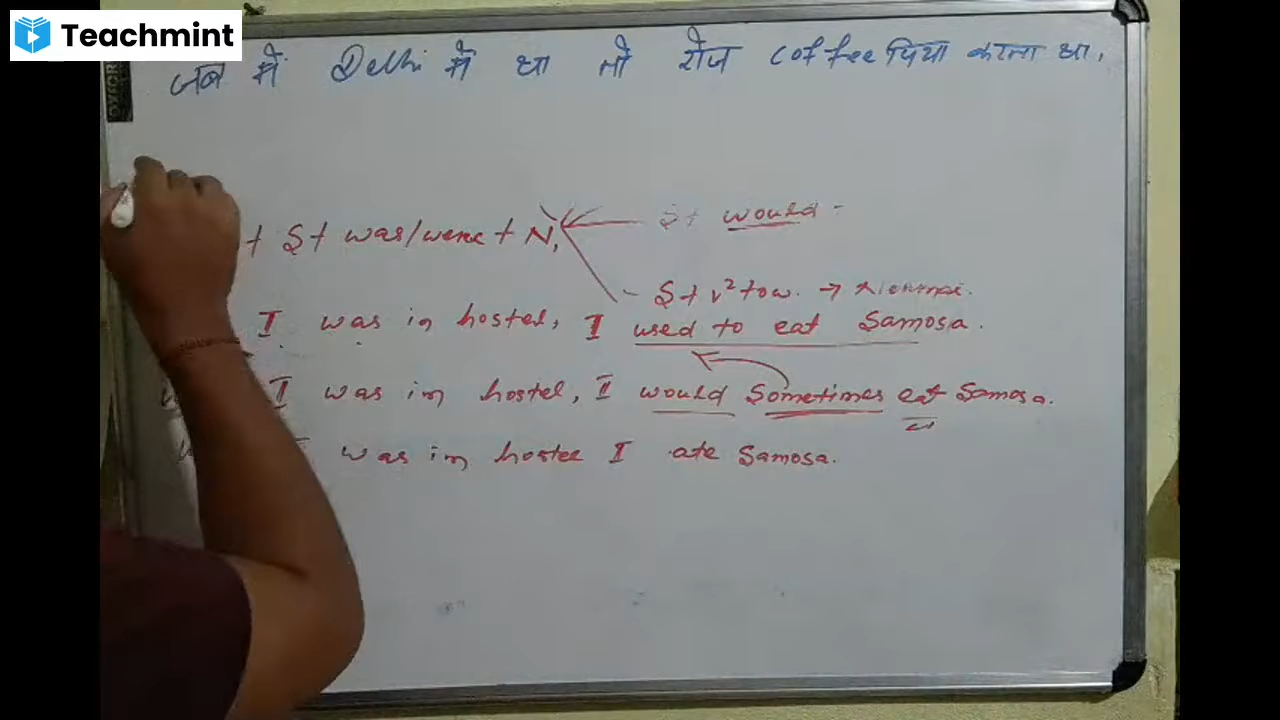 Teachmint
जब में Delhi में था तो रोज coffee पिया करता था.
S+ would -
+ S+ was/were + N,
- S+ v²+ow. →
I was in hostel, I used to eat Samosa.
I was in hostel, I would Sometimes eat Samosa.
was in hostel I ate Samosa.